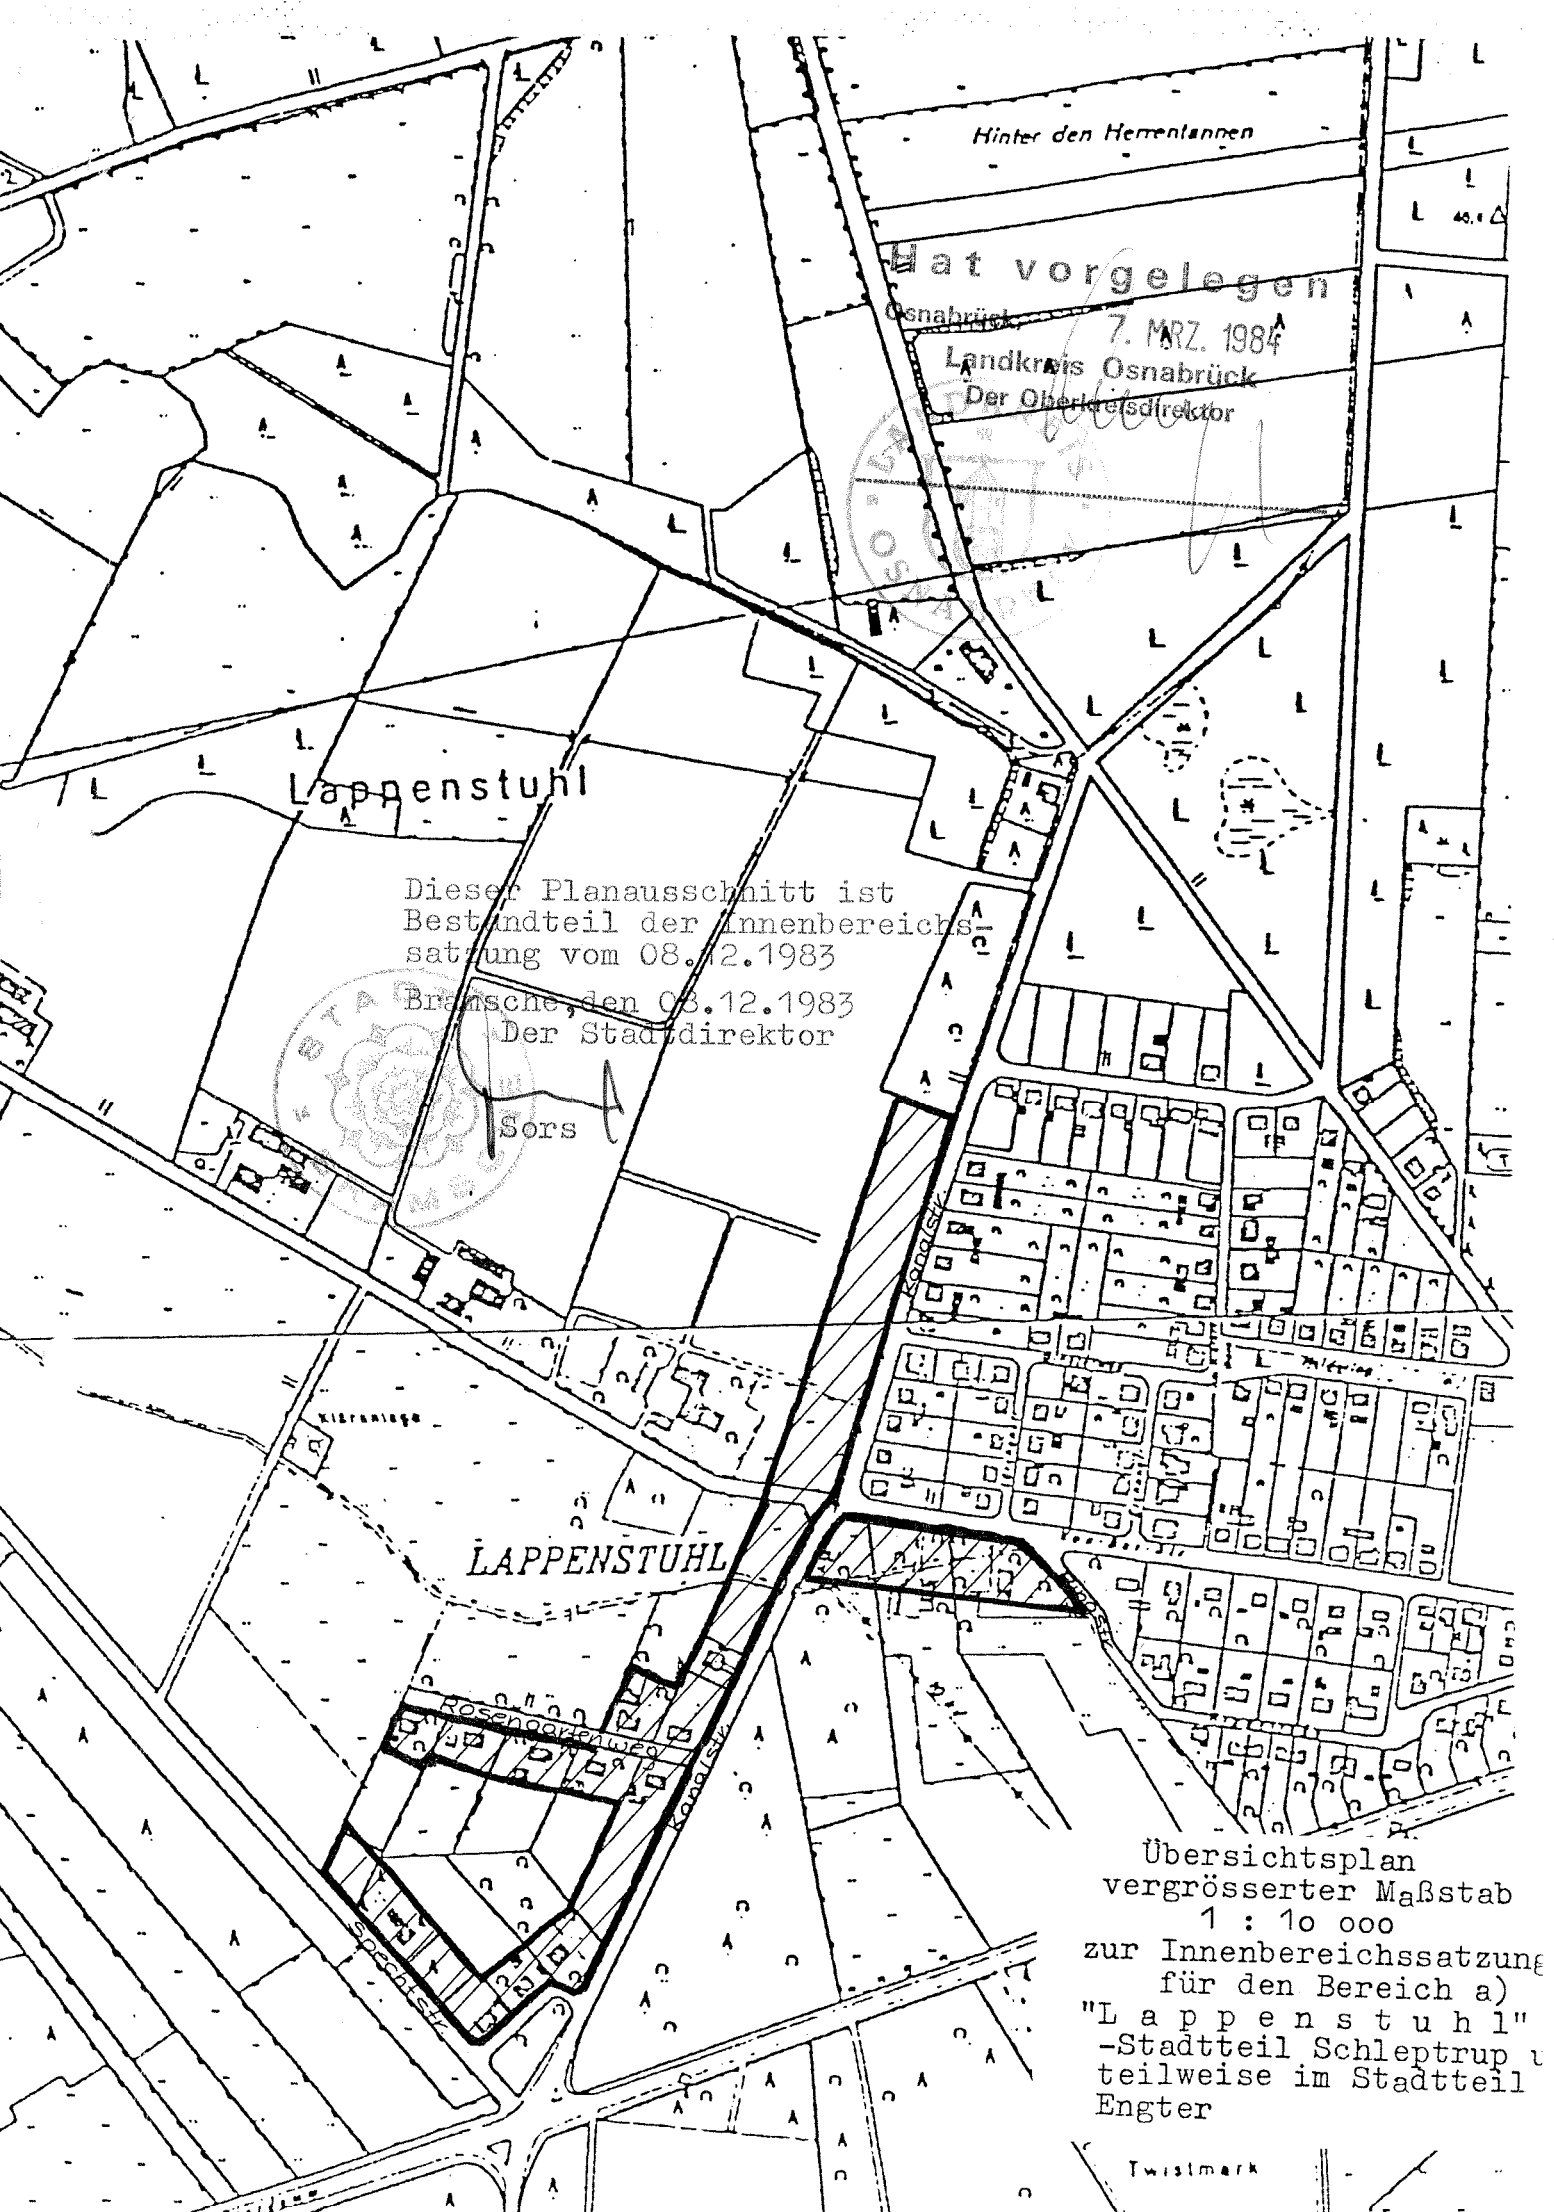 Hinter den Herrentannen
Hat vorgelegen
Osnabrück,
7. MRZ. 1984
Landkreis Osnabrück
Der Oberkreisdirektor
Lappenstuhl
Dieser Planausschnitt ist
Bestandteil der Innenbereichs-
satzung vom 08.12.1983
Bramsche,den 08.12.1983
Der Stadtdirektor
Sors
Kanalstr.
Kläranlage
LAPPENSTUHL
Rosengartenweg
Kanalstr.
Spechtstr.
Übersichtsplan
vergrösserter Maßstab
1 : 10 000
zur Innenbereichssatzung
für den Bereich a)
"L a p p e n s t u h l"
-Stadtteil Schleptrup u
teilweise im Stadtteil
Engter
Twistmark